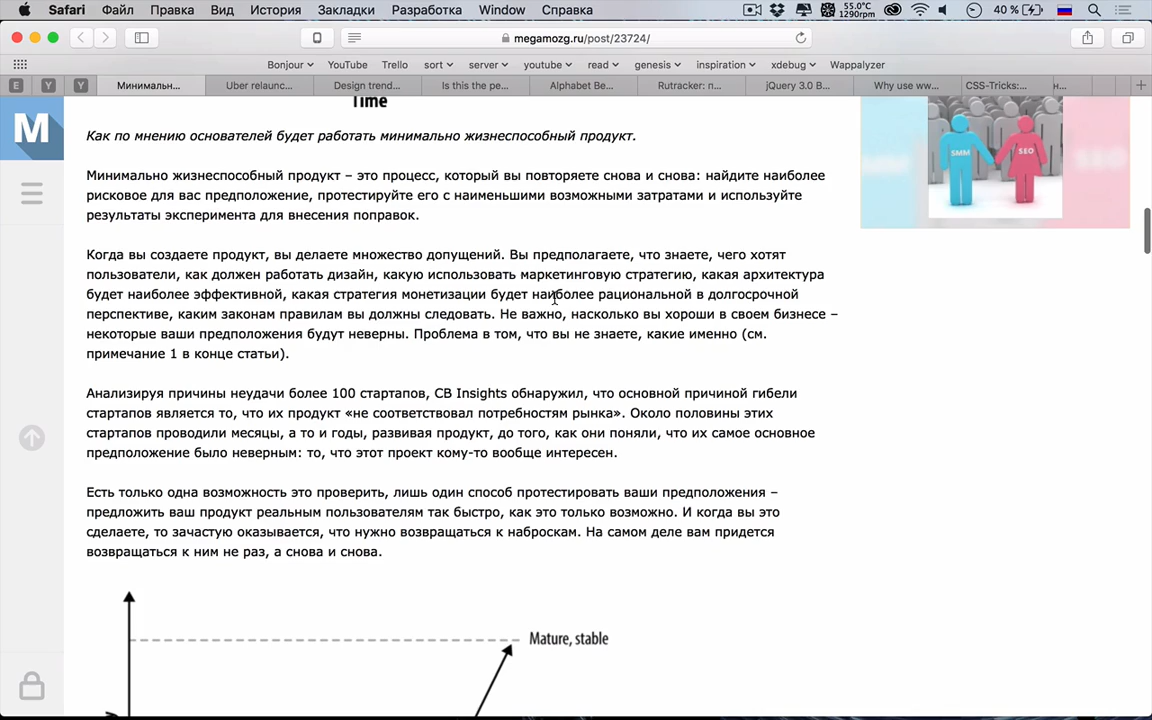 Safari Файл Правка Вид История Закладки Разработка Window Справка 55.0°C 1290rpm 40 %
megamozg.ru/post/23724/
Bonjour YouTube Trello sort server youtube read genesis inspiration xdebug Wappalyzer
E Y Y Минимальн... Uber relaunc... Design trend... Is this the pe... Alphabet Be... Rutracker: п... jQuery 3.0 B... Why use ww... CSS-Tricks:...
M
Time
SMM SEO
Как по мнению основателей будет работать минимально жизнеспособный продукт.
Минимально жизнеспособный продукт – это процесс, который вы повторяете снова и снова: найдите наиболее
рисковое для вас предположение, протестируйте его с наименьшими возможными затратами и используйте
результаты эксперимента для внесения поправок.
Когда вы создаете продукт, вы делаете множество допущений. Вы предполагаете, что знаете, чего хотят
пользователи, как должен работать дизайн, какую использовать маркетинговую стратегию, какая архитектура
будет наиболее эффективной, какая стратегия монетизации будет наиболее рациональной в долгосрочной
перспективе, каким законам правилам вы должны следовать. Не важно, насколько вы хороши в своем бизнесе –
некоторые ваши предположения будут неверны. Проблема в том, что вы не знаете, какие именно (см.
примечание 1 в конце статьи).
Анализируя причины неудачи более 100 стартапов, CB Insights обнаружил, что основной причиной гибели
стартапов является то, что их продукт «не соответствовал потребностям рынка». Около половины этих
стартапов проводили месяцы, а то и годы, развивая продукт, до того, как они поняли, что их самое основное
предположение было неверным: то, что этот проект кому-то вообще интересен.
Есть только одна возможность это проверить, лишь один способ протестировать ваши предположения –
предложить ваш продукт реальным пользователям так быстро, как это только возможно. И когда вы это
сделаете, то зачастую оказывается, что нужно возвращаться к наброскам. На самом деле вам придется
возвращаться к ним не раз, а снова и снова.
Mature, stable